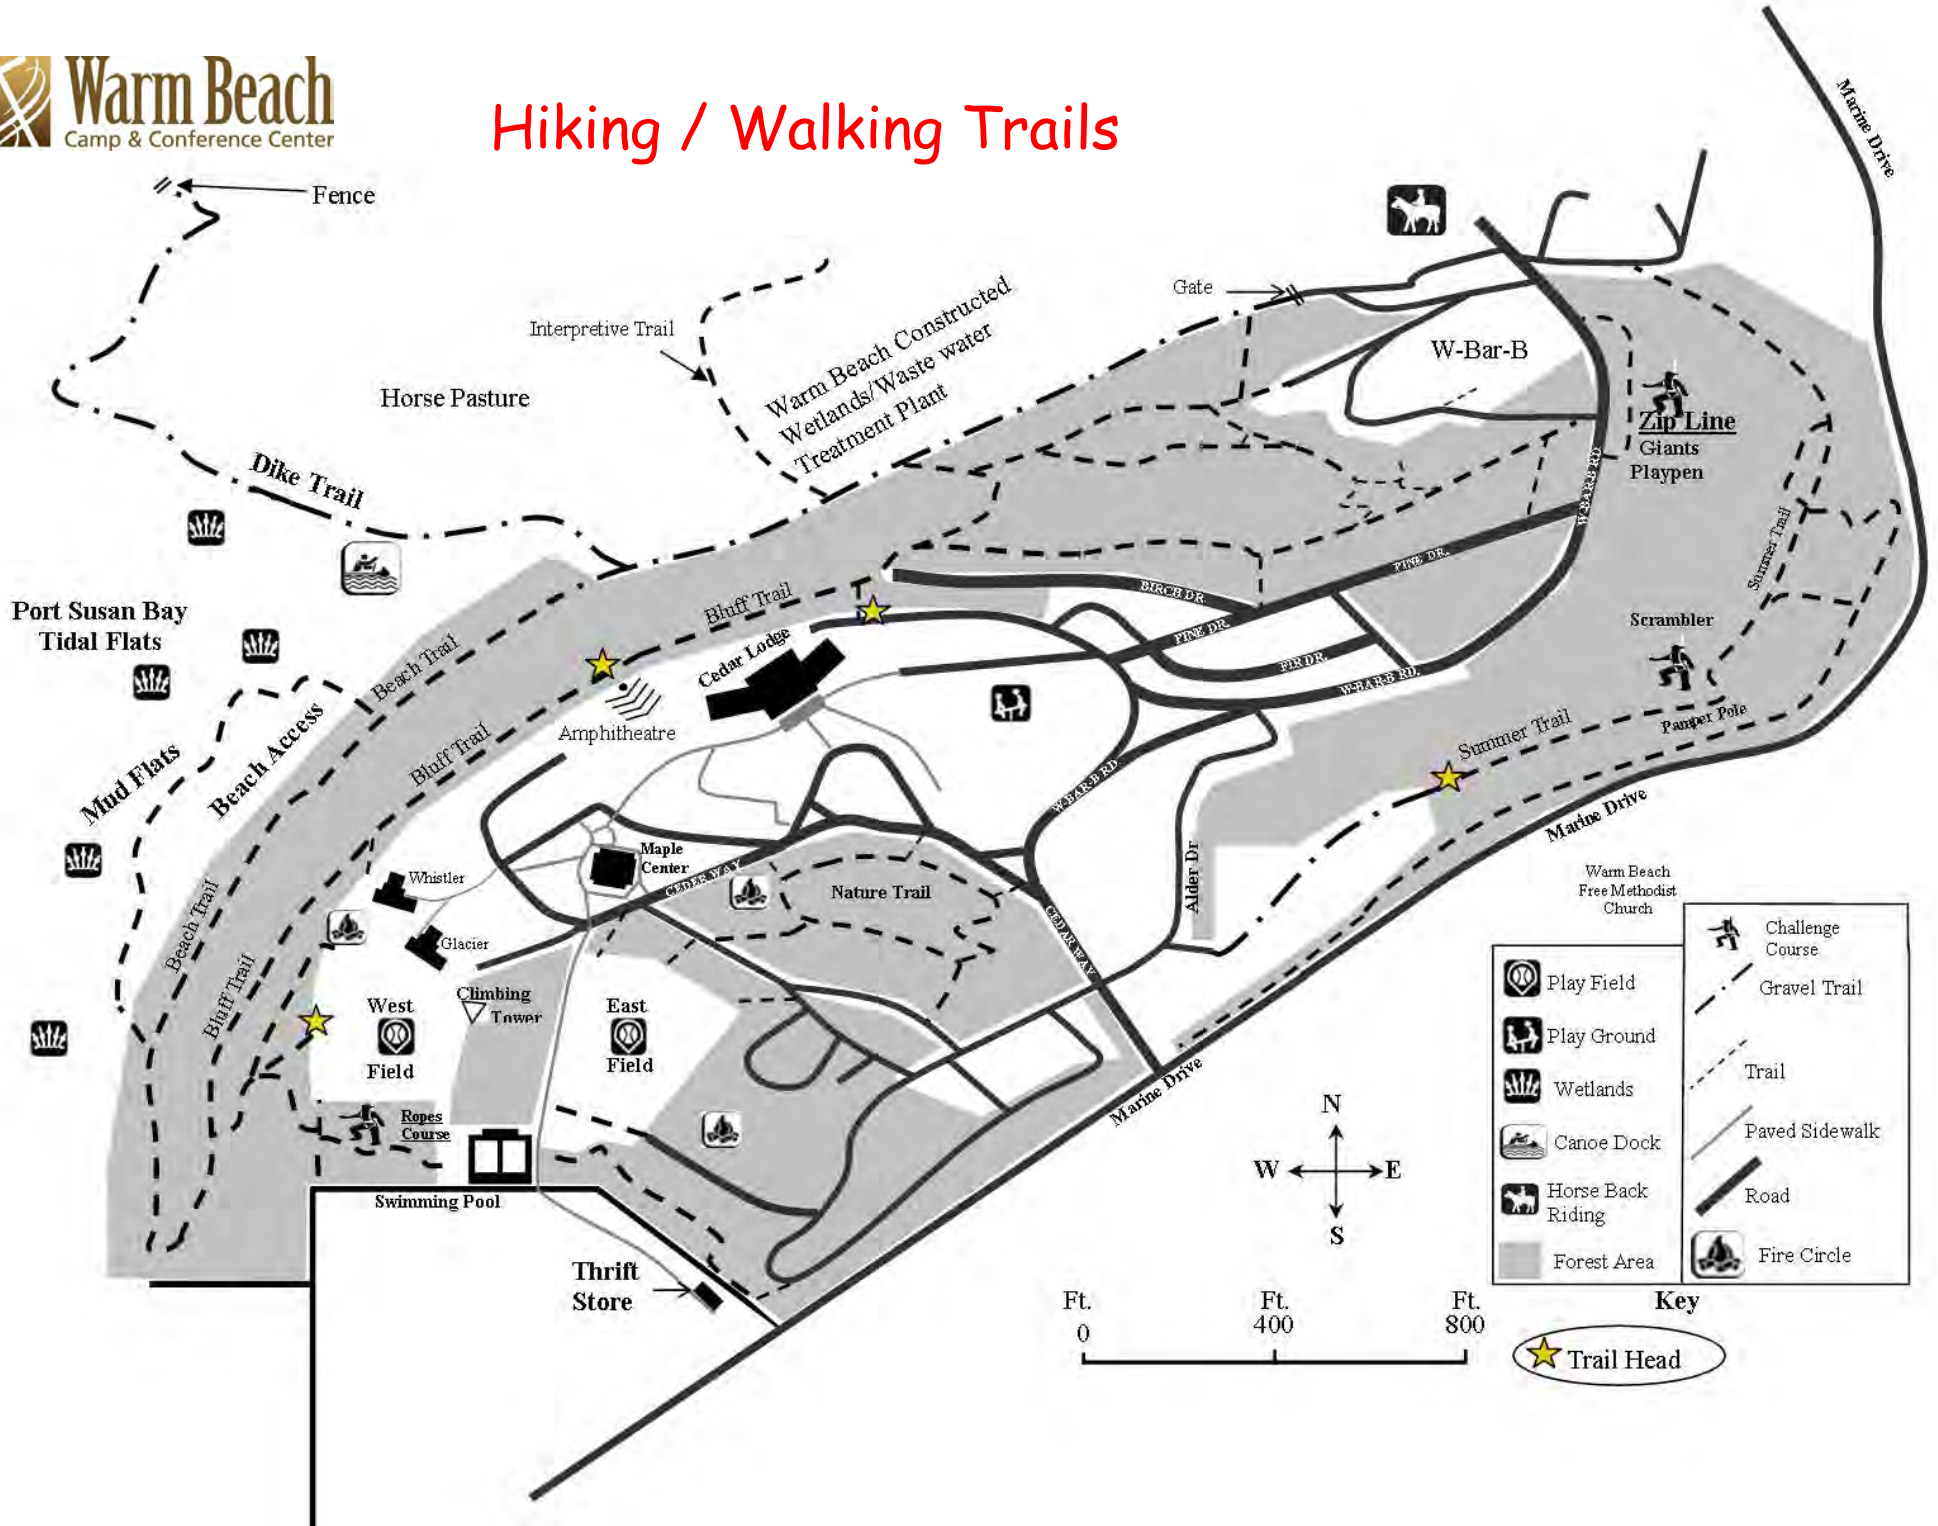 Warm Beach
Camp & Conference Center
Hiking / Walking Trails
Marine Drive
Fence
Gate
Interpretive Trail
Warm Beach Constructed
Wetlands/Waste water
Treatment Plant
W-Bar-B
Horse Pasture
Zip Line
Giants
Playpen
Dike Trail
W-BAR-B RD.
Summer Trail
PINE DR.
BIRCH DR.
Port Susan Bay
Tidal Flats
Bluff Trail
Scrambler
PINE DR.
Cedar Lodge
Beach Trail
FIR DR.
W-BAR-B RD.
Beach Access
Amphitheatre
Bluff Trail
Summer Trail
Pamper Pole
Mud Flats
W-BAR-B RD.
Marine Drive
Maple
Center
CEDER WAY
Whistler
Nature Trail
Alder Dr
Warm Beach
Free Methodist
Church
Beach Trail
Glacier
CEDAR WAY
Bluff Trail
Climbing
Tower
West
Field
East
Field
Marine Drive
Ropes
Course
Swimming Pool
Thrift
Store
N
W
E
S
Play Field
Play Ground
Wetlands
Canoe Dock
Horse Back
Riding
Forest Area
Challenge
Course
Gravel Trail
Trail
Paved Sidewalk
Road
Fire Circle
Key
Ft.
0
Ft.
400
Ft.
800
Trail Head